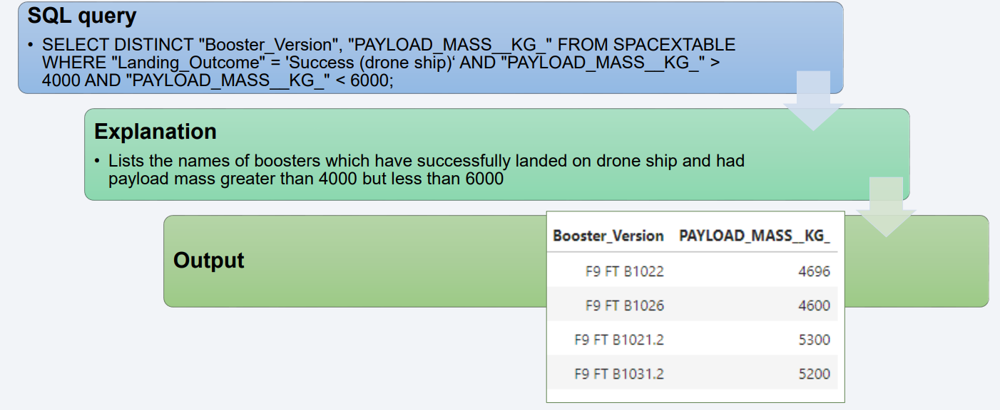 SQL query
• SELECT DISTINCT "Booster_Version", "PAYLOAD_MASS__KG_" FROM SPACEXTABLE
WHERE "Landing_Outcome" = 'Success (drone ship)‘ AND "PAYLOAD_MASS__KG_" >
4000 AND "PAYLOAD_MASS__KG_" < 6000;
Explanation
• Lists the names of boosters which have successfully landed on drone ship and had
payload mass greater than 4000 but less than 6000
Output
Booster_Version PAYLOAD_MASS__KG_
F9 FT B1022 4696
F9 FT B1026 4600
F9 FT B1021.2 5300
F9 FT B1031.2 5200